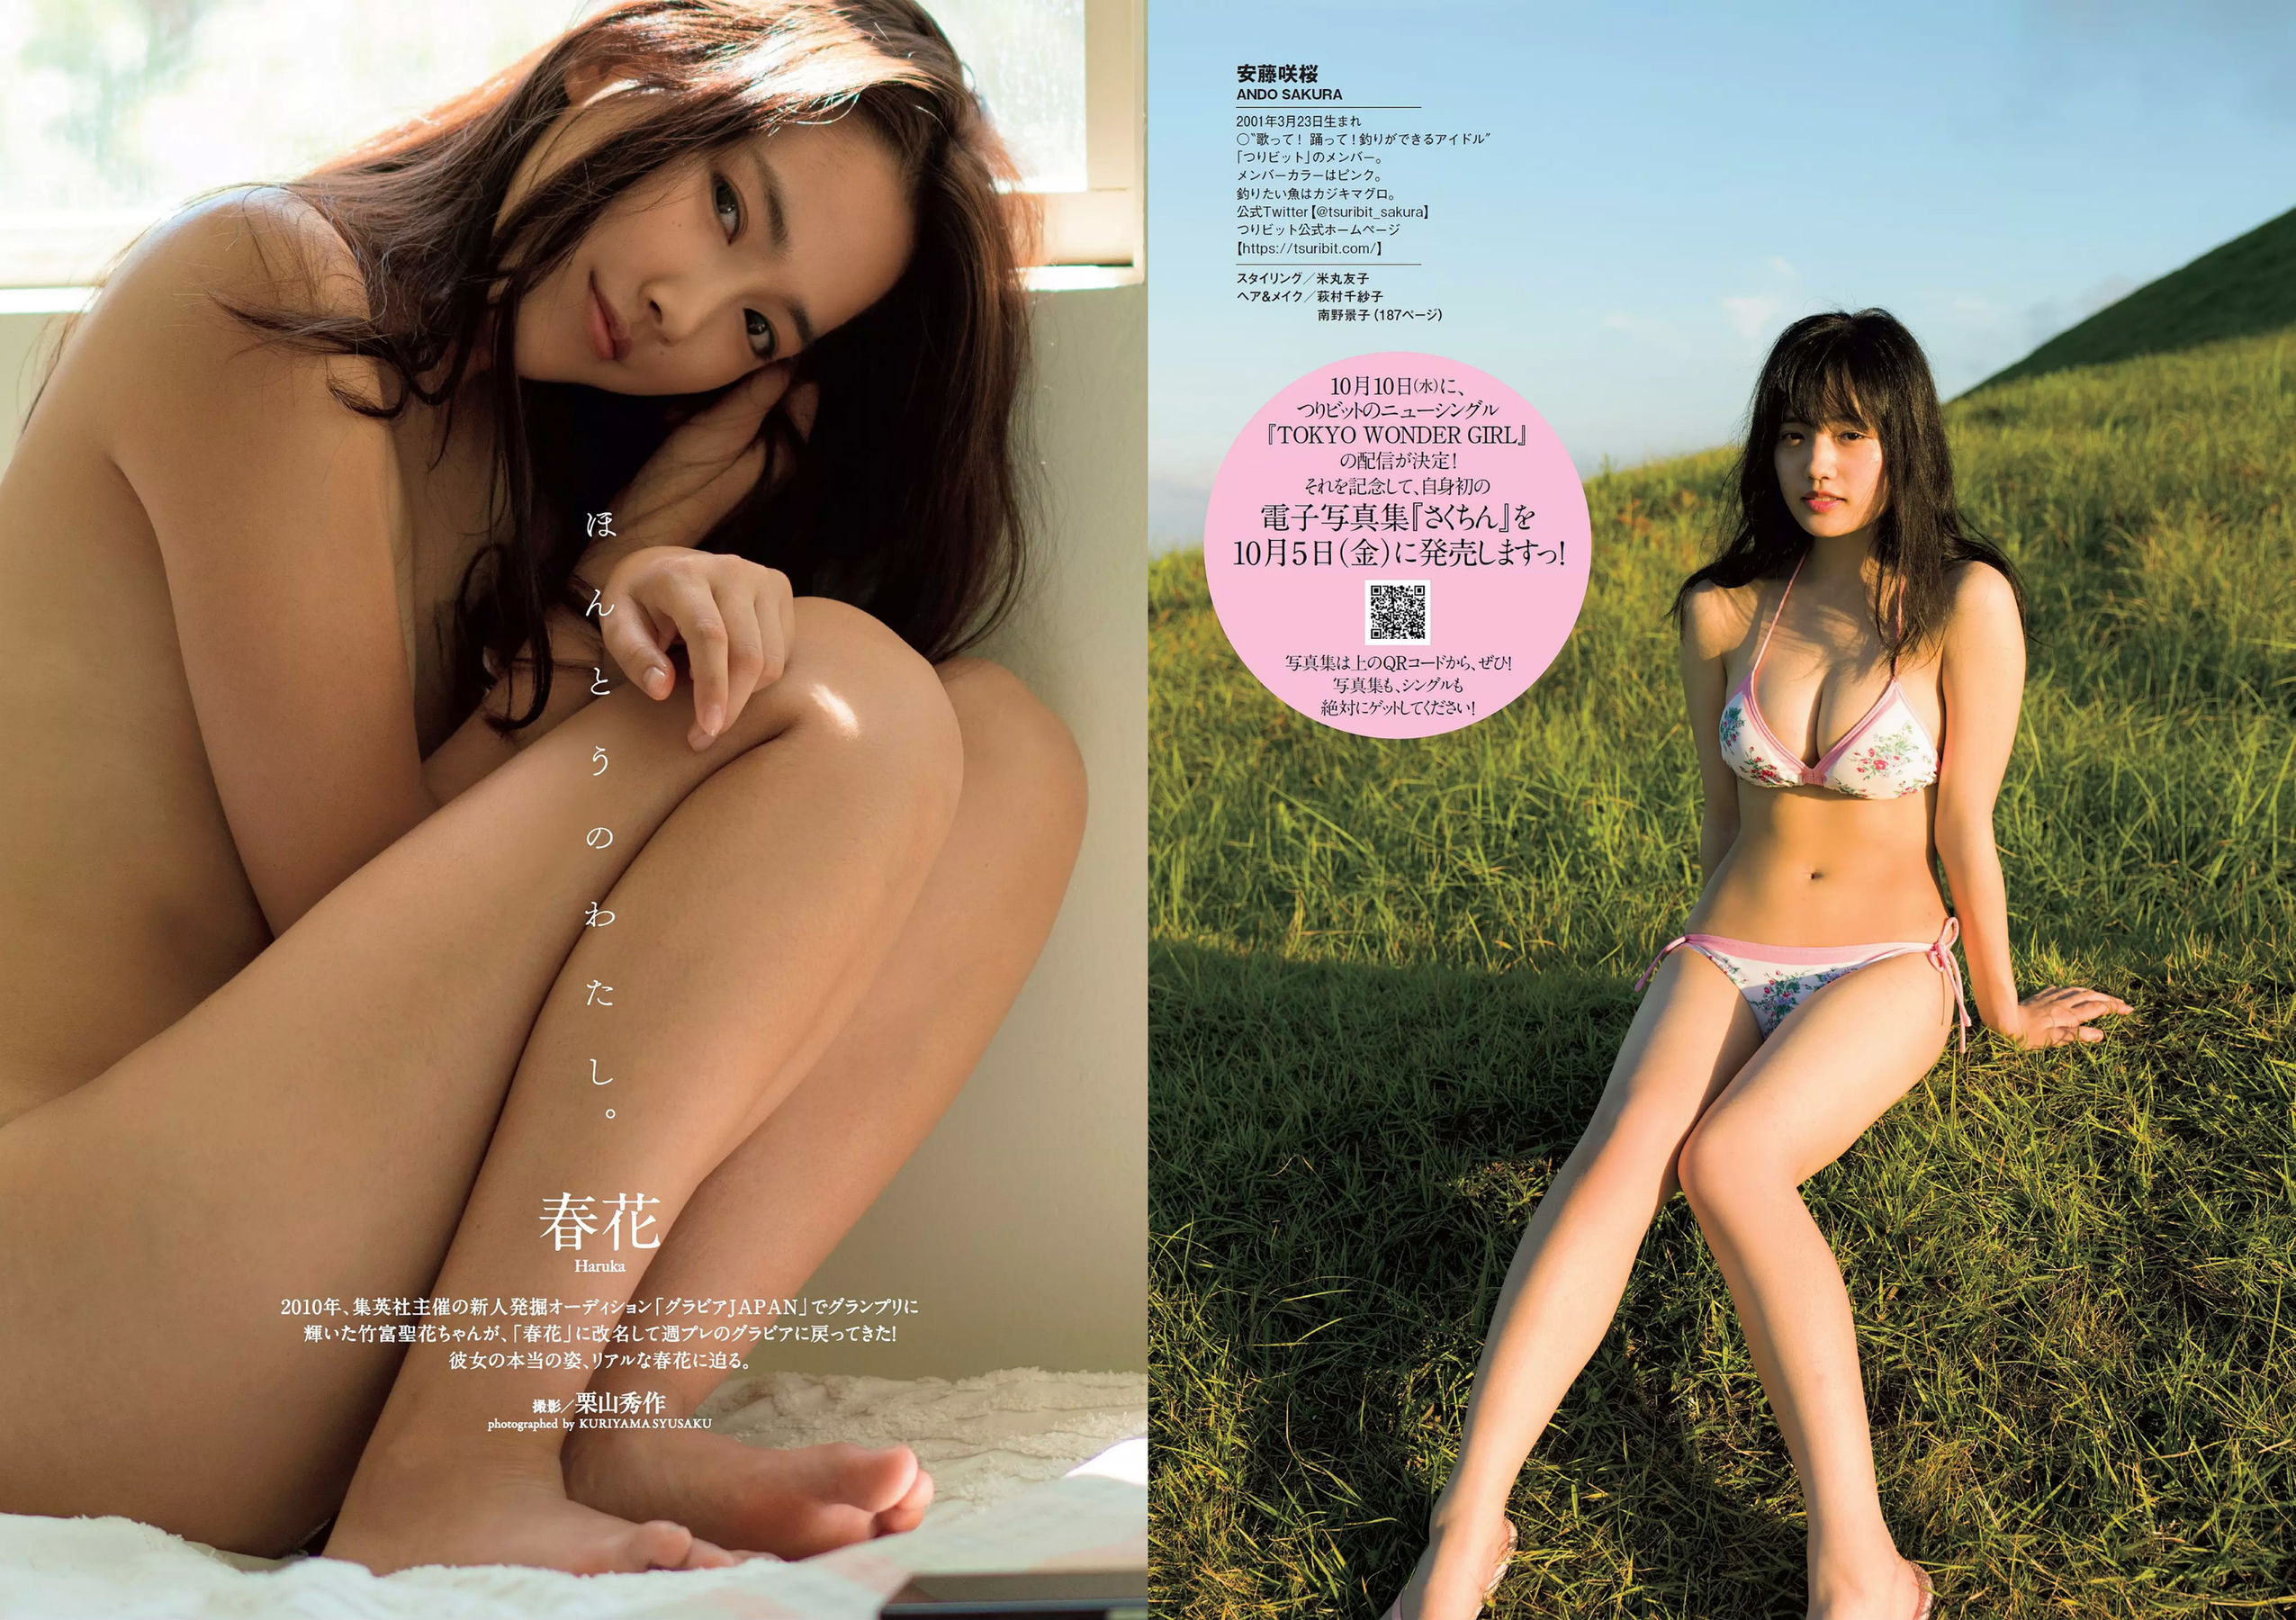 ほんとうのわたし。
春花
Haruka
2010年、集英社主催の新人発掘オーディション「グラビアJAPAN」でグランプリに
輝いた竹富聖花ちゃんが、「春花」に改名して週プレのグラビアに戻ってきた!
彼女の本当の姿、リアルな春花に迫る。
撮影/栗山秀作
photographed by KURIYAMA SYUSAKU
安藤咲桜
ANDO SAKURA
2001年3月23日生まれ
○"歌って! 踊って!釣りができるアイドル"
「つりビット」のメンバー。
メンバーカラーはピンク。
釣りたい魚はカジキマグロ。
公式Twitter【@tsuribit_sakura】
つりビット公式ホームページ
【https://tsuribit.com/】
スタイリング/米丸友子
ヘア&メイク/萩村千紗子
南野景子(187ページ)
10月10日(水)に、
つりビットのニューシングル
『TOKYO WONDER GIRL』
の配信が決定!
それを記念して、自身初の
電子写真集『さくちん』を
10月5日(金)に発売しますっ!
写真集は上のQRコードから、ぜひ!
写真集も、シングルも
絶対にゲットしてください!